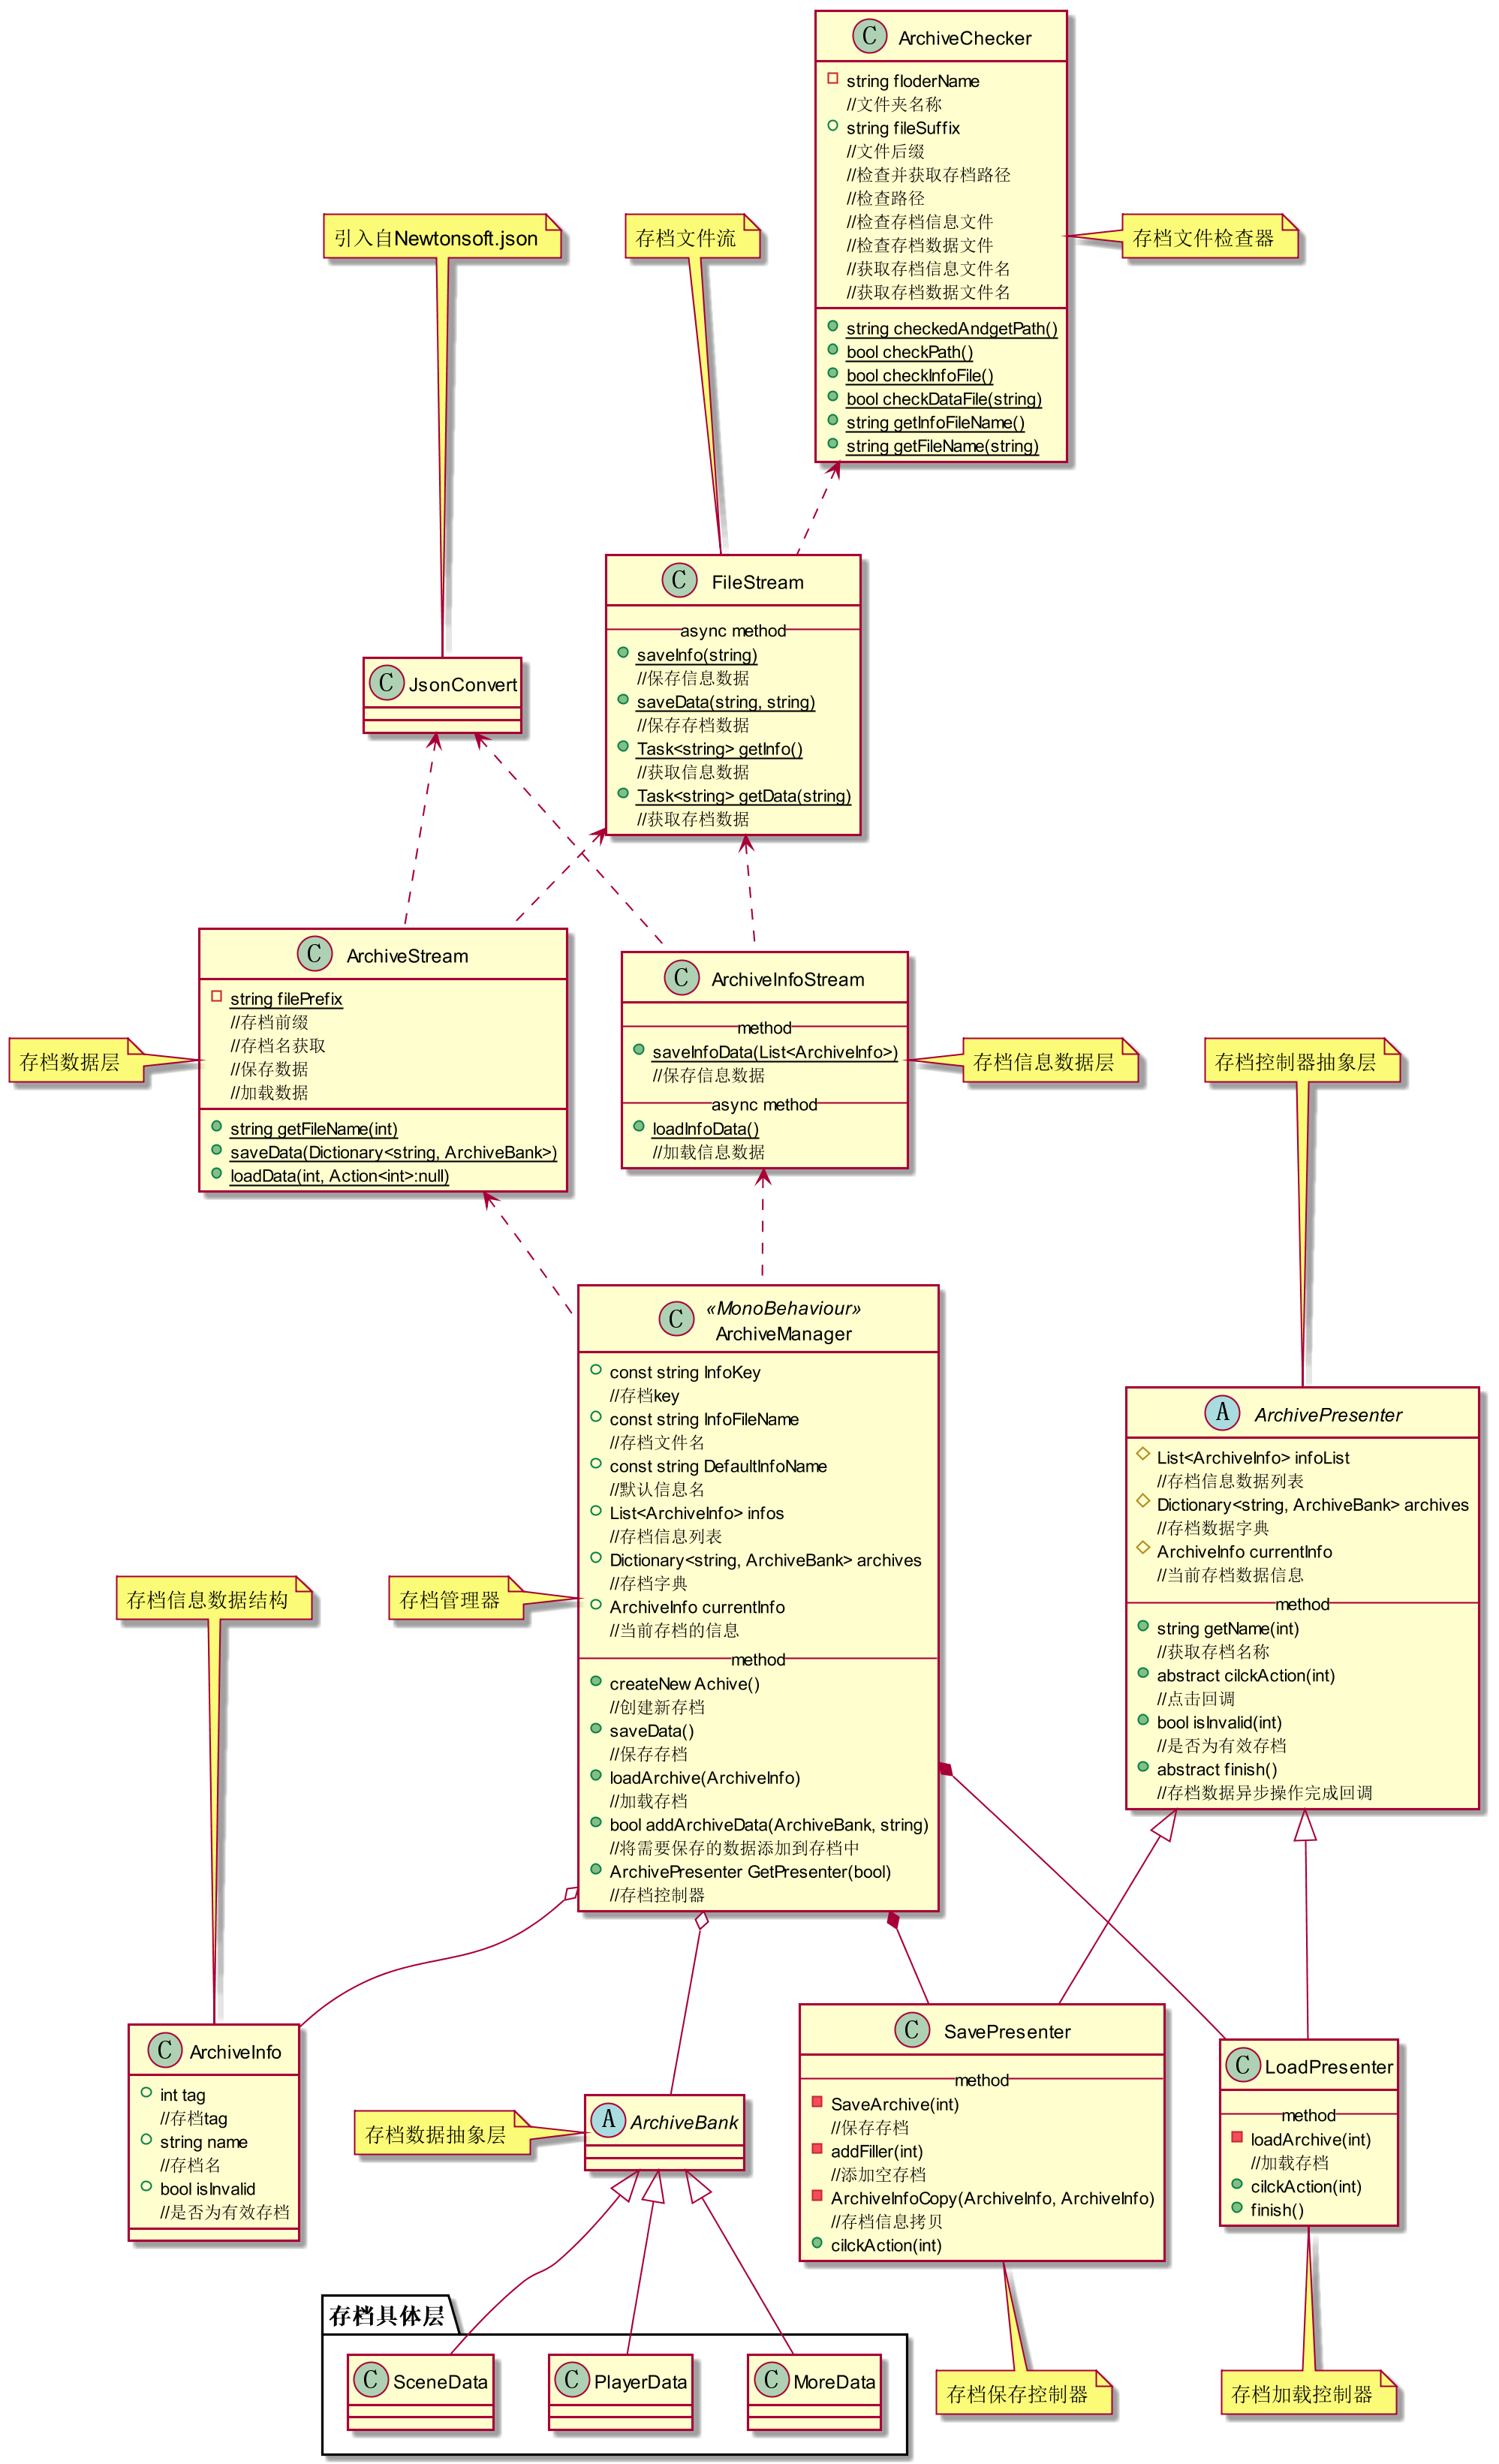 ArchiveChecker
string floderName
//文件夹名称
string fileSuffix
//文件后缀
//检查并获取存档路径
//检查路径
//检查存档信息文件
//检查存档数据文件
//获取存档信息文件名
//获取存档数据文件名
string checkedAndgetPath()
bool checkPath()
bool checkInfoFile()
bool checkDataFile(string)
string getInfoFileName()
string getFileName(string)
引入自Newtonsoft.json
存档文件流
存档文件检查器
FileStream
async method
saveInfo(string)
//保存信息数据
saveData(string, string)
//保存存档数据
Task<string> getInfo()
//获取信息数据
Task<string> getData(string)
//获取存档数据
JsonConvert
ArchiveStream
string filePrefix
//存档前缀
//存档名获取
//保存数据
//加载数据
string getFileName(int)
saveData(Dictionary<string, ArchiveBank>)
loadData(int, Action<int>:null)
存档数据层
ArchiveInfoStream
method
saveInfoData(List<ArchiveInfo>)
//保存信息数据
async method
loadInfoData()
//加载信息数据
存档信息数据层
存档控制器抽象层
«MonoBehaviour»
ArchiveManager
const string InfoKey
//存档key
const string InfoFileName
//存档文件名
const string DefaultInfoName
//默认信息名
List<ArchiveInfo> infos
//存档信息列表
Dictionary<string, ArchiveBank> archives
//存档字典
ArchiveInfo currentInfo
//当前存档的信息
method
createNew Achive()
//创建新存档
saveData()
//保存存档
loadArchive(ArchiveInfo)
//加载存档
bool addArchiveData(ArchiveBank, string)
//将需要保存的数据添加到存档中
ArchivePresenter GetPresenter(bool)
//存档控制器
存档管理器
ArchivePresenter
List<ArchiveInfo> infoList
//存档信息数据列表
Dictionary<string, ArchiveBank> archives
//存档数据字典
ArchiveInfo currentInfo
//当前存档数据信息
method
string getName(int)
//获取存档名称
abstract cilckAction(int)
//点击回调
bool isInvalid(int)
//是否为有效存档
abstract finish()
//存档数据异步操作完成回调
存档信息数据结构
ArchiveInfo
int tag
//存档tag
string name
//存档名
bool isInvalid
//是否为有效存档
存档数据抽象层
ArchiveBank
SavePresenter
method
SaveArchive(int)
//保存存档
addFiller(int)
//添加空存档
ArchiveInfoCopy(ArchiveInfo, ArchiveInfo)
//存档信息拷贝
cilckAction(int)
LoadPresenter
method
loadArchive(int)
//加载存档
cilckAction(int)
finish()
存档具体层
SceneData
PlayerData
MoreData
存档保存控制器
存档加载控制器